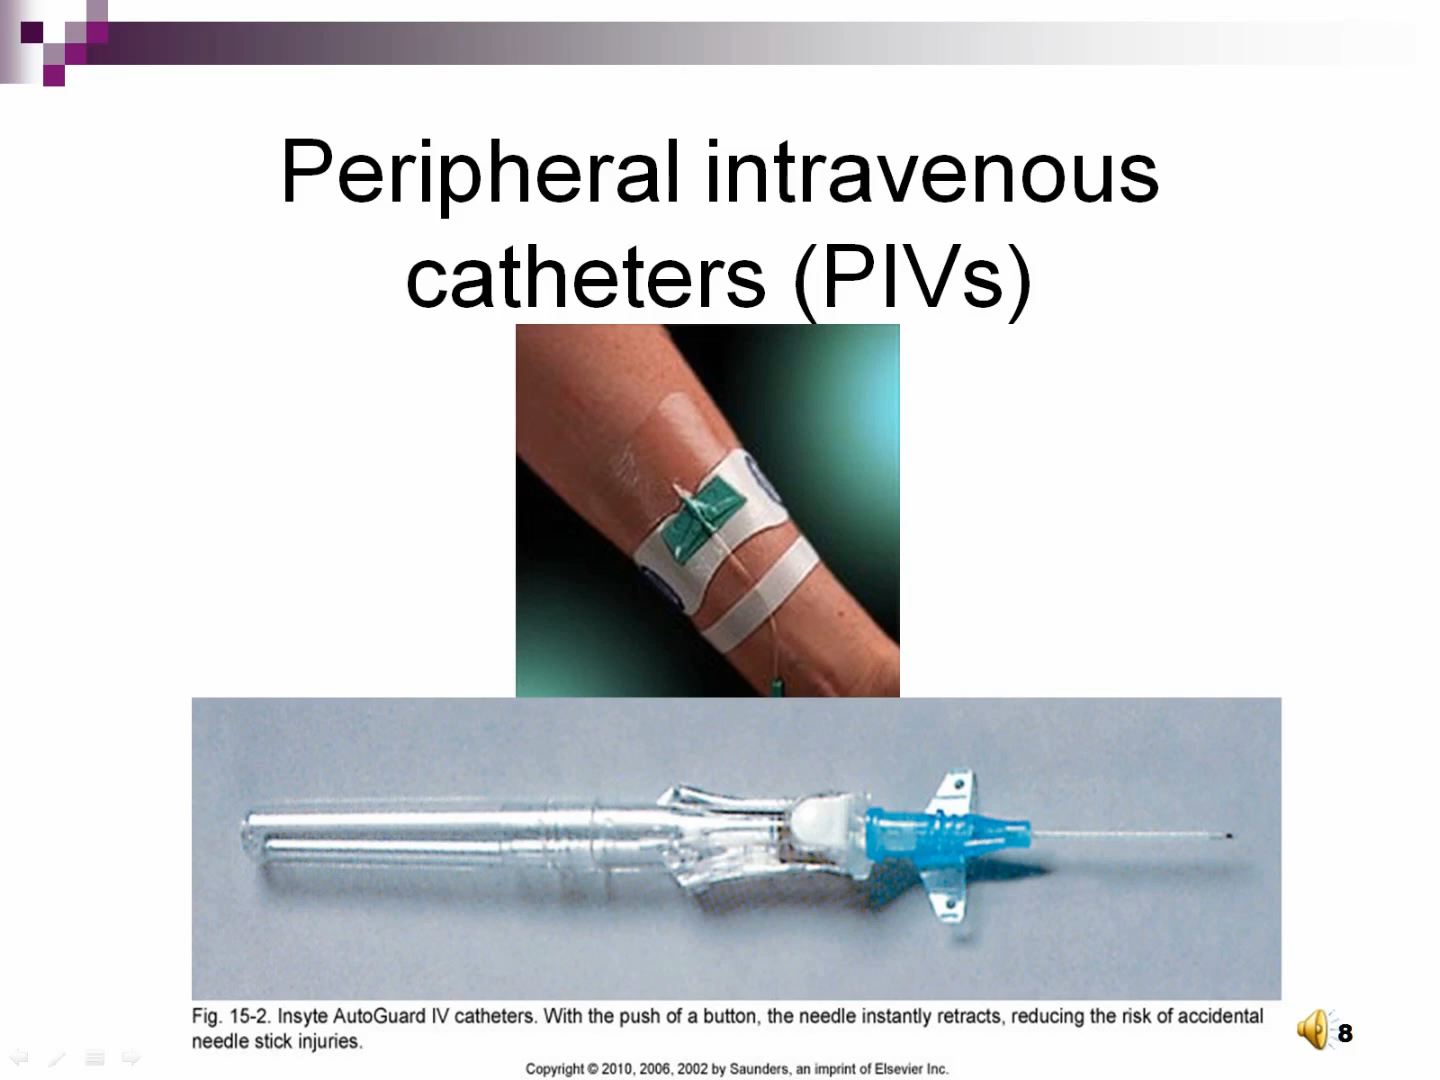 Peripheral intravenous
catheters (PIVs)
Fig. 15-2. Insyte AutoGuard IV catheters. With the push of a button, the needle instantly retracts, reducing the risk of accidental
needle stick injuries.
8
Copyright © 2010, 2006, 2002 by Saunders, an imprint of Elsevier Inc.